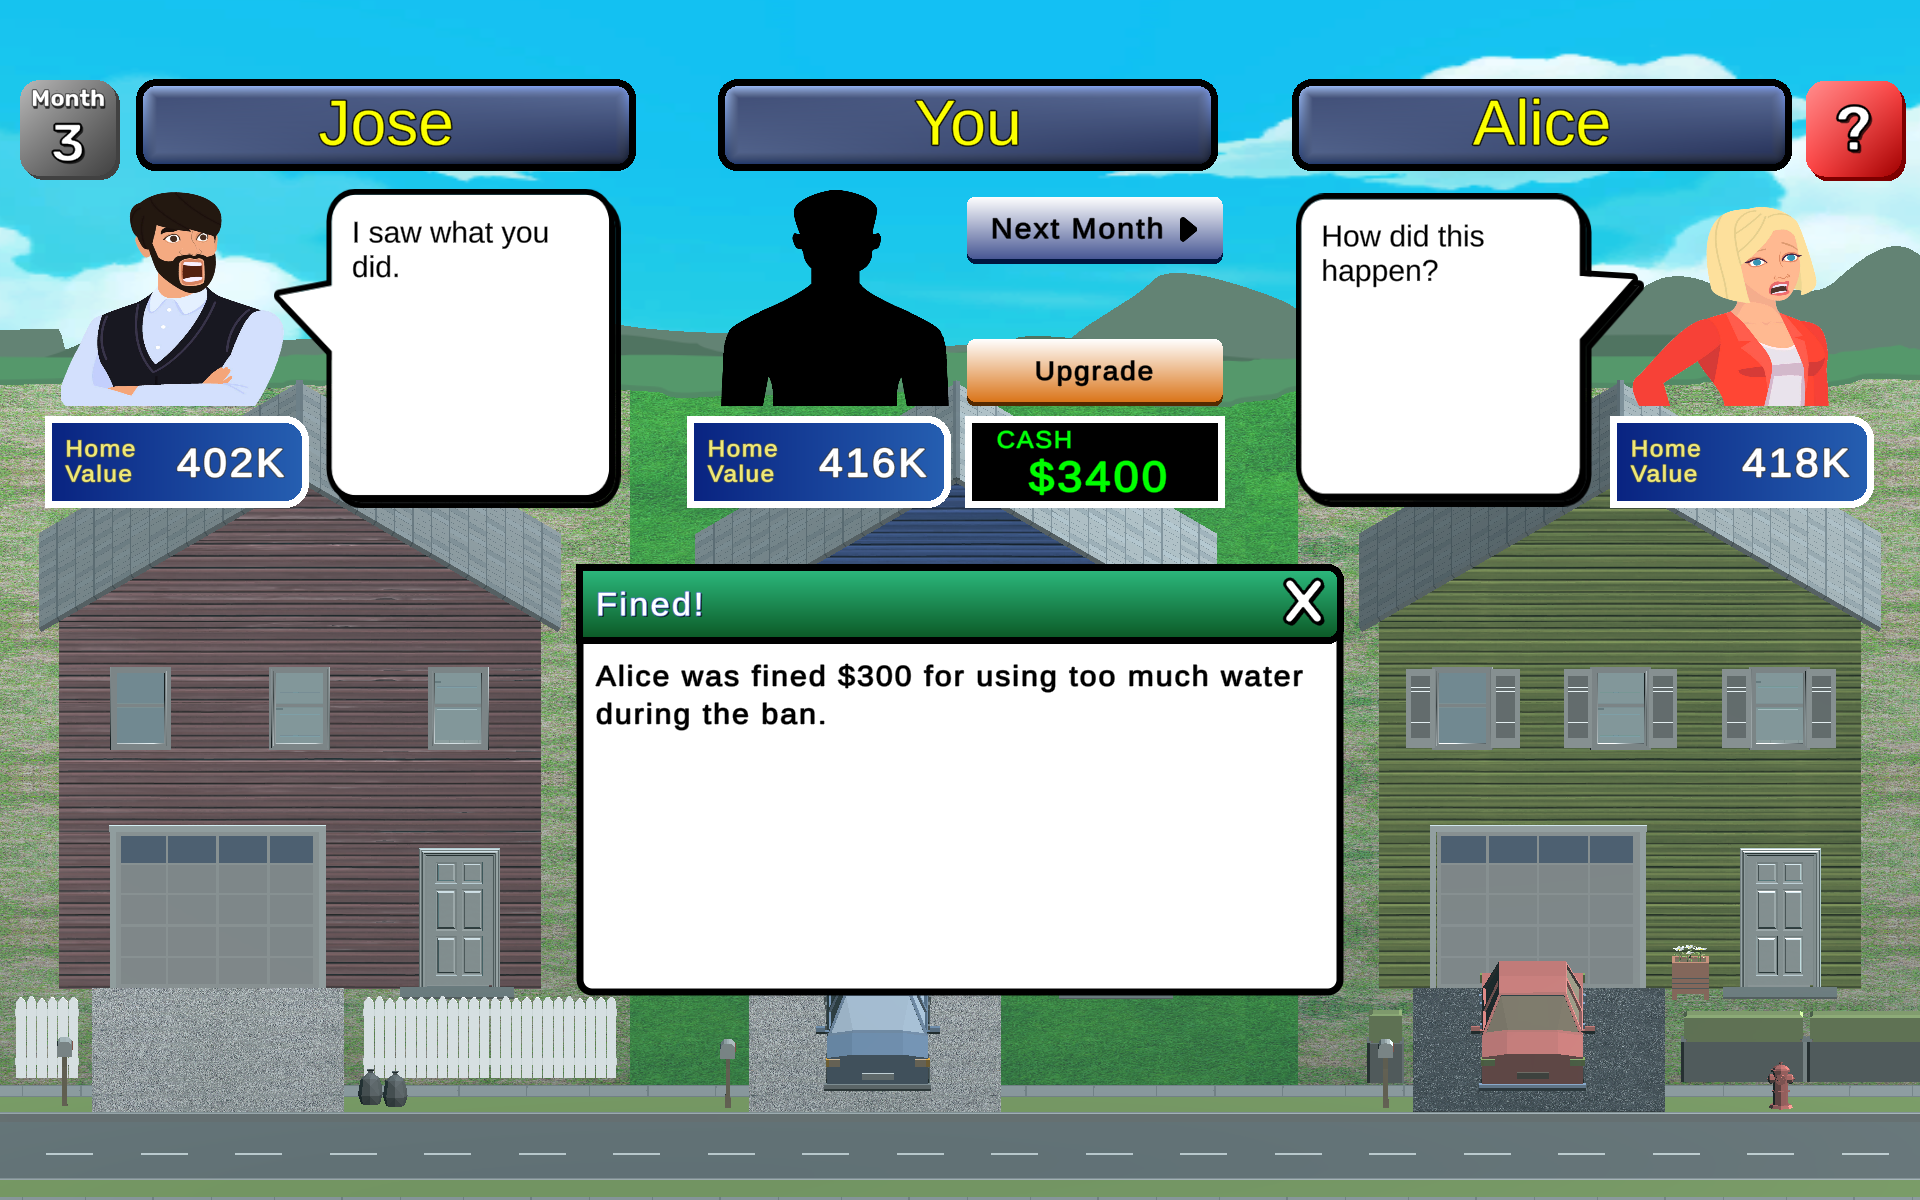 Month
3
Jose
You
Alice
?
I saw what you
did.
Next Month
How did this
happen?
Upgrade
Home
Value
402K
Home
Value
416K
CASH
$3400
Home
Value
418K
Fined!
X
Alice was fined $300 for using too much water
during the ban.